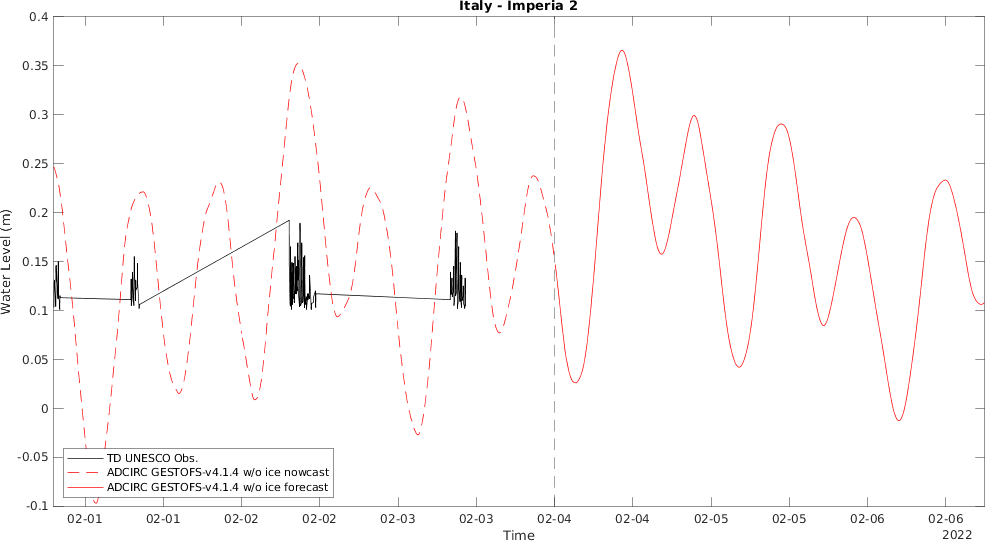 Italy - Imperia 2
0.4
0.35
0.3
0.25
0.2
0.15
0.1
0.05
0
-0.05
-0.1
Water Level (m)
TD UNESCO Obs.
ADCIRC GESTOFS-v4.1.4 w/o ice nowcast
ADCIRC GESTOFS-v4.1.4 w/o ice forecast
02-01 02-01 02-02 02-02 02-03 02-03 02-04 02-04 02-05 02-05 02-06 02-06
Time
2022